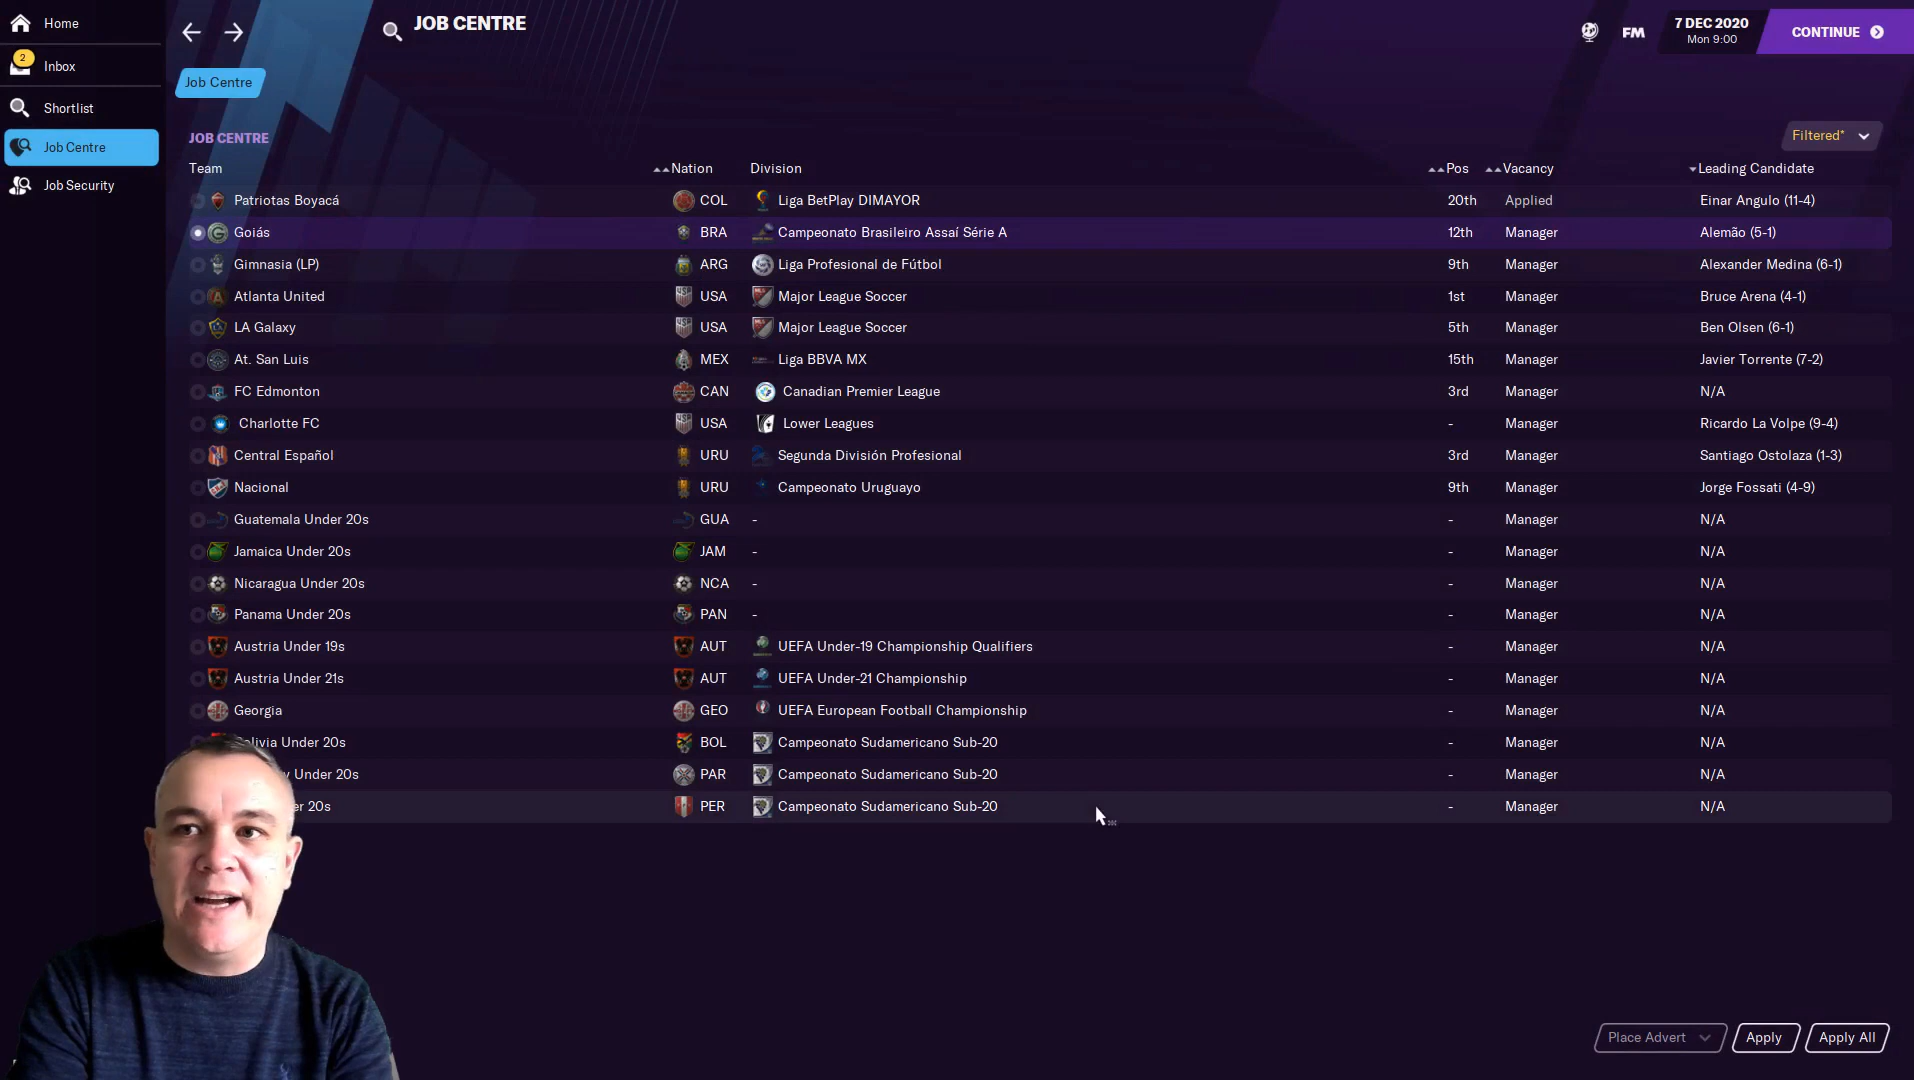 Home
2
Inbox
Shortlist
Job Centre
Job Security
JOB CENTRE
FM
7 DEC 2020
Mon 9:00
CONTINUE
Job Centre
JOB CENTRE
Filtered*
Team Nation Division Pos Vacancy Leading Candidate
Patriotas Boyacá COL Liga BetPlay DIMAYOR 20th Applied Einar Angulo (11-4)
Goiás BRA Campeonato Brasileiro Assaí Série A 12th Manager Alemão (5-1)
Gimnasia (LP) ARG Liga Profesional de Fútbol 9th Manager Alexander Medina (6-1)
Atlanta United USA Major League Soccer 1st Manager Bruce Arena (4-1)
LA Galaxy USA Major League Soccer 5th Manager Ben Olsen (6-1)
At. San Luis MEX Liga BBVA MX 15th Manager Javier Torrente (7-2)
FC Edmonton CAN Canadian Premier League 3rd Manager N/A
Charlotte FC USA Lower Leagues - Manager Ricardo La Volpe (9-4)
Central Español URU Segunda División Profesional 3rd Manager Santiago Ostolaza (1-3)
Nacional URU Campeonato Uruguayo 9th Manager Jorge Fossati (4-9)
Guatemala Under 20s GUA - - Manager N/A
Jamaica Under 20s JAM - - Manager N/A
Nicaragua Under 20s NCA - - Manager N/A
Panama Under 20s PAN - - Manager N/A
Austria Under 19s AUT UEFA Under-19 Championship Qualifiers - Manager N/A
Austria Under 21s AUT UEFA Under-21 Championship - Manager N/A
Georgia GEO UEFA European Football Championship - Manager N/A
Under 20s BOL Campeonato Sudamericano Sub-20 - Manager N/A
Under 20s PAR Campeonato Sudamericano Sub-20 - Manager N/A
20s PER Campeonato Sudamericano Sub-20 - Manager N/A
Place Advert
Apply
Apply All